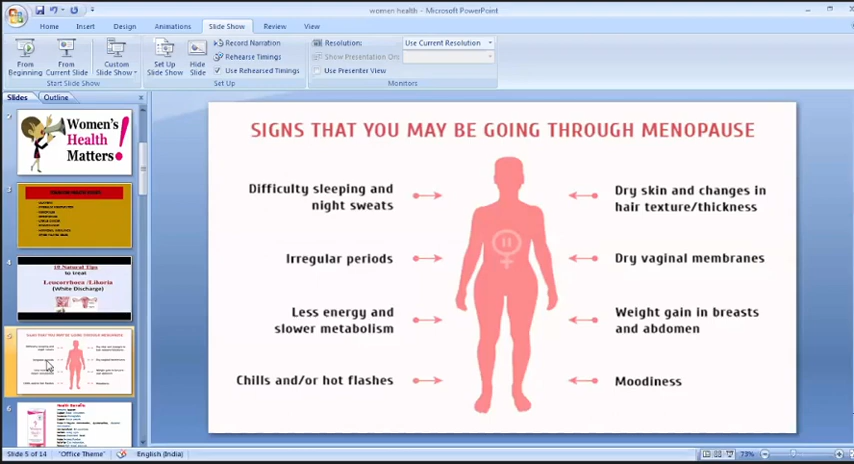 women health - Microsoft PowerPoint
Home Insert Design Animations Slide Show Review View
From Beginning
From Current Slide
Custom Slide Show
Start Slide Show
Set Up Slide Show
Hide Slide
Record Narration
Rehearse Timings
Use Rehearsed Timings
Set Up
Resolution: Use Current Resolution
Show Presentation On:
Use Presenter View
Monitors
Slides Outline
Women's
Health
Matters!
3
4
10 Natural Tips
to treat
Leucorrhoea /Likoria
(White Discharge)
6
SIGNS THAT YOU MAY BE GOING THROUGH MENOPAUSE
Difficulty sleeping and
night sweats
Irregular periods
Less energy and
slower metabolism
Chills and/or hot flashes
Dry skin and changes in
hair texture/thickness
Dry vaginal membranes
Weight gain in breasts
and abdomen
Moodiness
Slide 5 of 14 "Office Theme" English (India) 73%